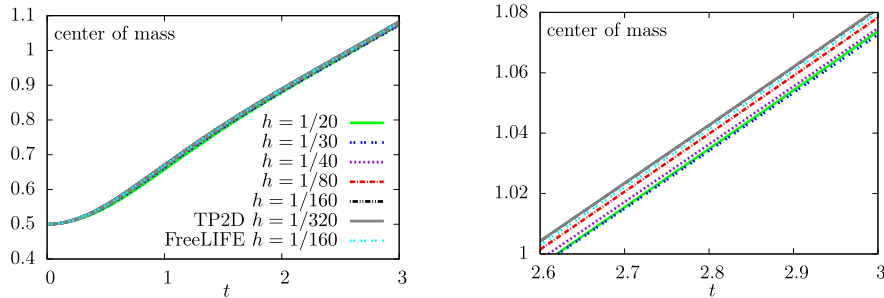 center of mass
1.1
1
0.9
0.8
0.7
0.6
0.5
0.4
h = 1/20
h = 1/30
h = 1/40
h = 1/80
h = 1/160
TP2D h = 1/320
FreeLIFE h = 1/160
0
1
2
3
t
center of mass
1.08
1.06
1.04
1.02
1
2.6
2.7
2.8
2.9
3
t